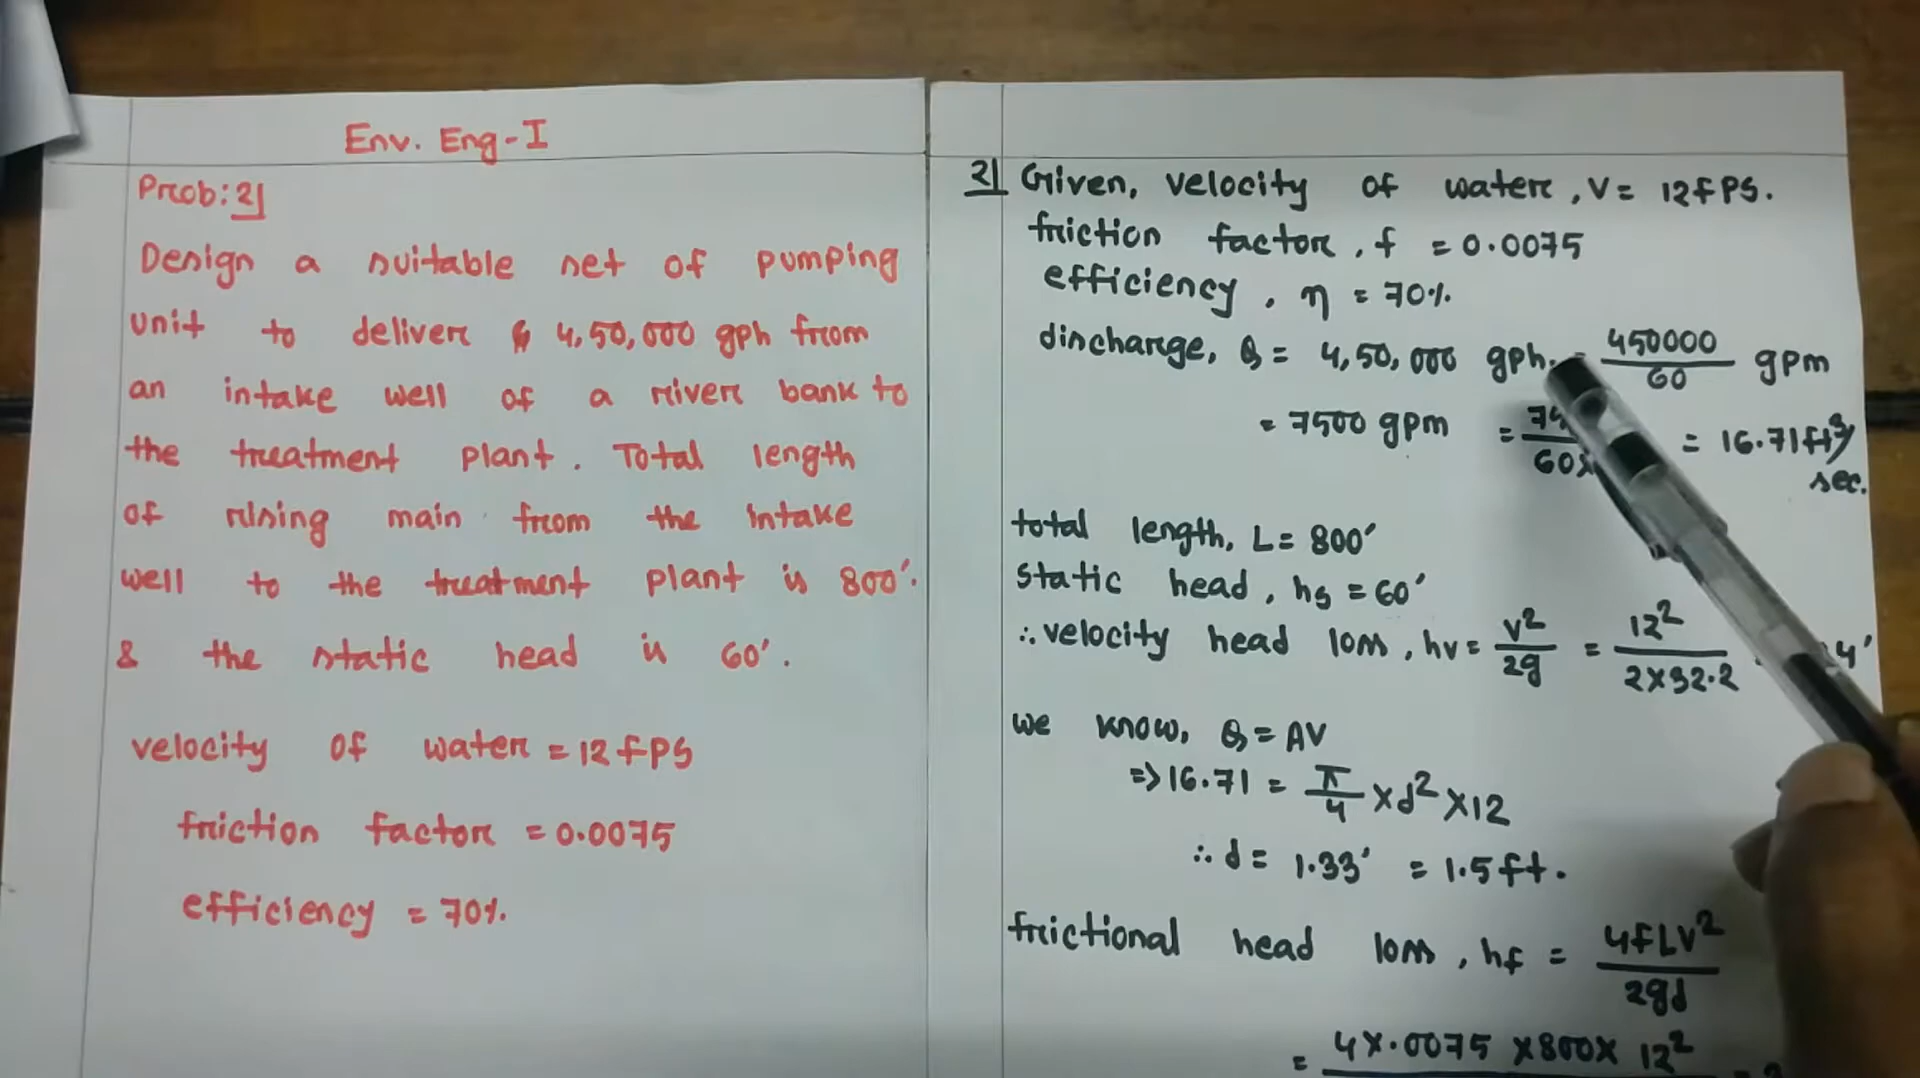 Env. Eng-I
Prob: 21
Design a suitable set of pumping
unit to deliver 4,50,000 gph from
an intake well of a river bank to
the treatment plant. Total length
of rising main from the intake
well to the treatment plant is 800'.
& the static head is 60'.
velocity of water = 12 fPS
friction factor = 0.0075
efficiency = 70%.
21 Given, velocity of water, V = 12 fPS.
friction factor, f = 0.0075
efficiency, η = 70%.
discharge, Q = 4,50,000 gph. = 450000/60 gpm
= 7500 gpm = = 16.71 ft³/sec.
total length, L = 800'
static head, hs = 60'
∴ velocity head loss, hv = V²/2g = 12²/2×32.2
we know, Q = AV
=> 16.71 = π/4 × d² × 12
∴ d = 1.33' = 1.5 ft.
frictional head loss, hf = 4fLV²/2gd
= 4×.0075 ×800× 12²